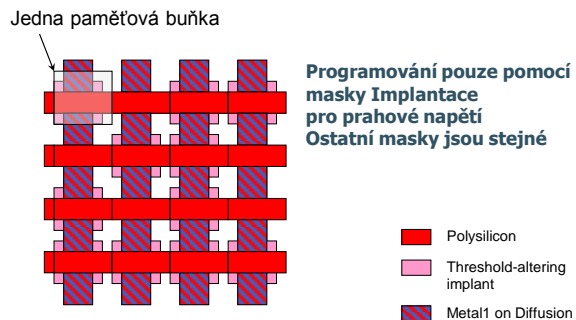 Jedna paměťová buňka
Programování pouze pomocí
masky Implantace
pro prahové napětí
Ostatní masky jsou stejné
Polysilicon
Threshold-altering
implant
Metal1 on Diffusion